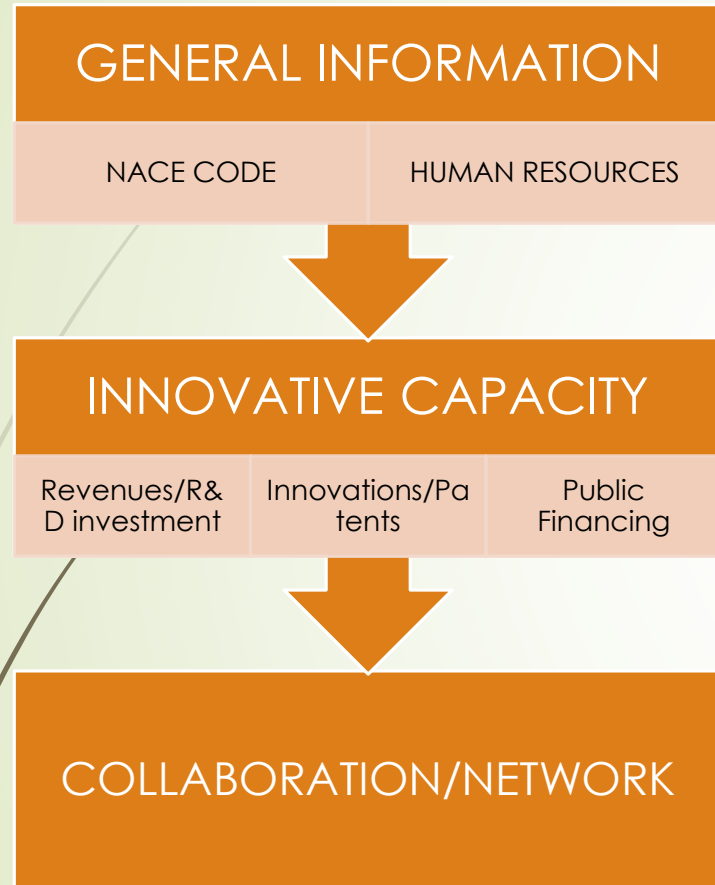 GENERAL INFORMATION
NACE CODE
HUMAN RESOURCES
INNOVATIVE CAPACITY
Revenues/R&
D investment
Innovations/Pa
tents
Public
Financing
COLLABORATION/NETWORK